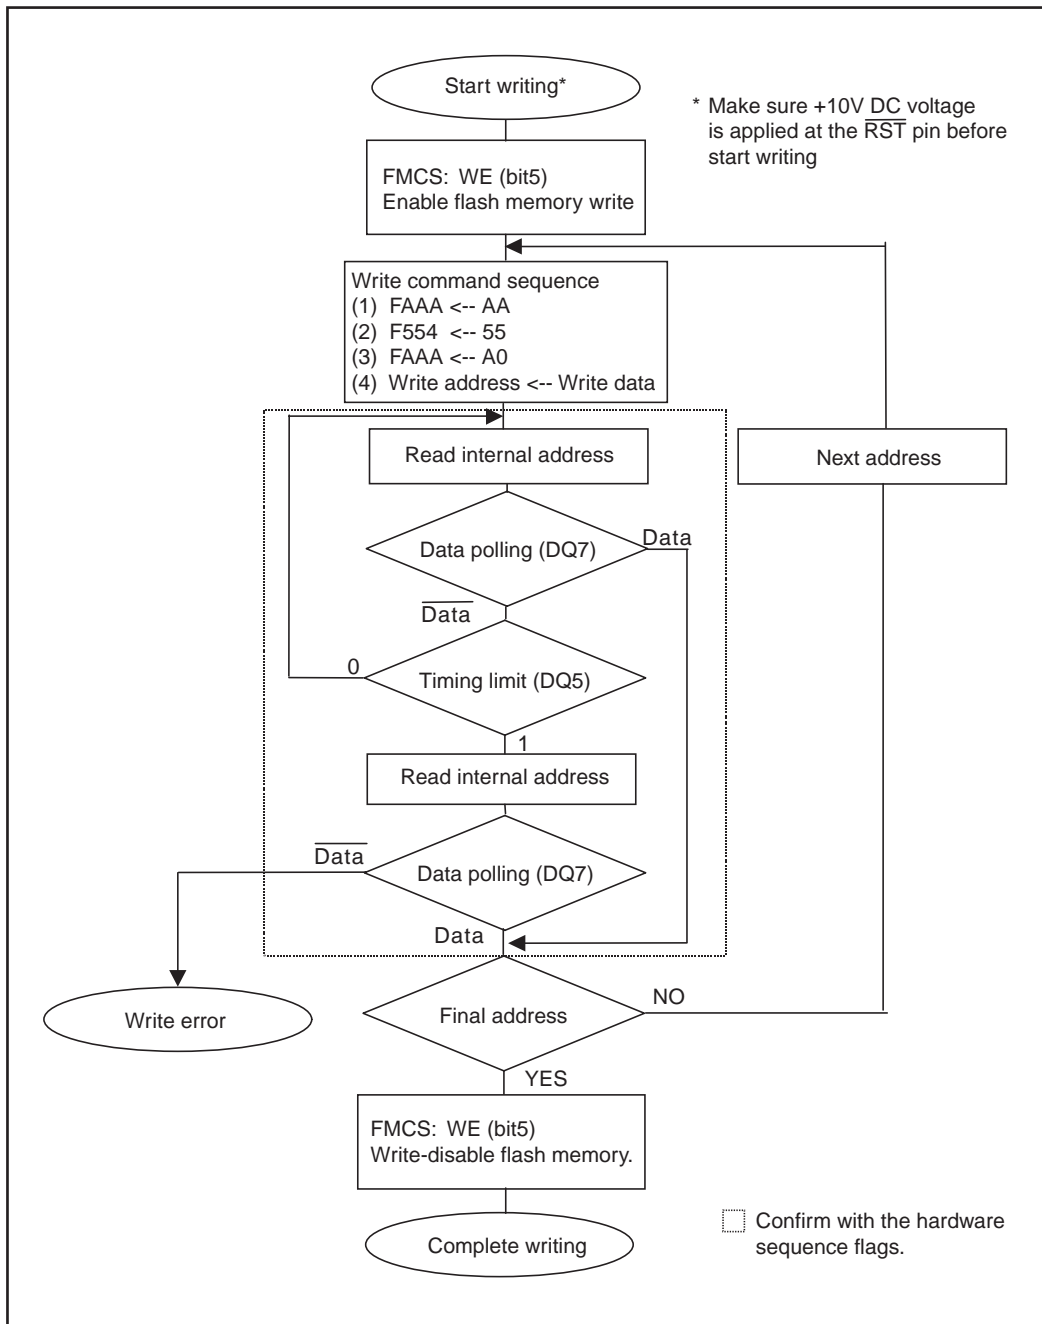 Start writing*
* Make sure +10V DC voltage
is applied at the RST pin before
start writing
FMCS: WE (bit5)
Enable flash memory write
Write command sequence
(1) FAAA <-- AA
(2) F554 <-- 55
(3) FAAA <-- A0
(4) Write address <-- Write data
Read internal address
Next address
Data polling (DQ7)
Data
Data
0
Timing limit (DQ5)
1
Read internal address
Data
Data polling (DQ7)
Data
Write error
Final address
NO
YES
FMCS: WE (bit5)
Write-disable flash memory.
Complete writing
Confirm with the hardware
sequence flags.